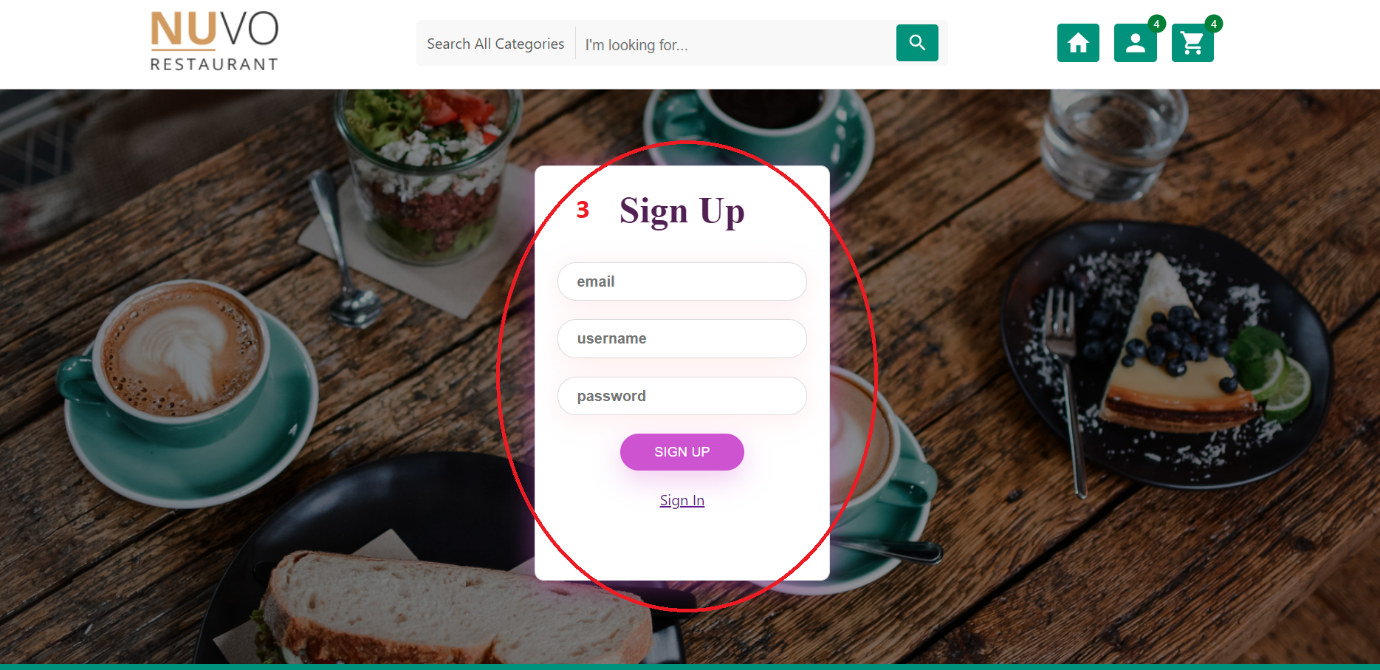 NUVO
RESTAURANT
Search All Categories I'm looking for...
4
4
3 Sign Up
email
username
password
SIGN UP
Sign In